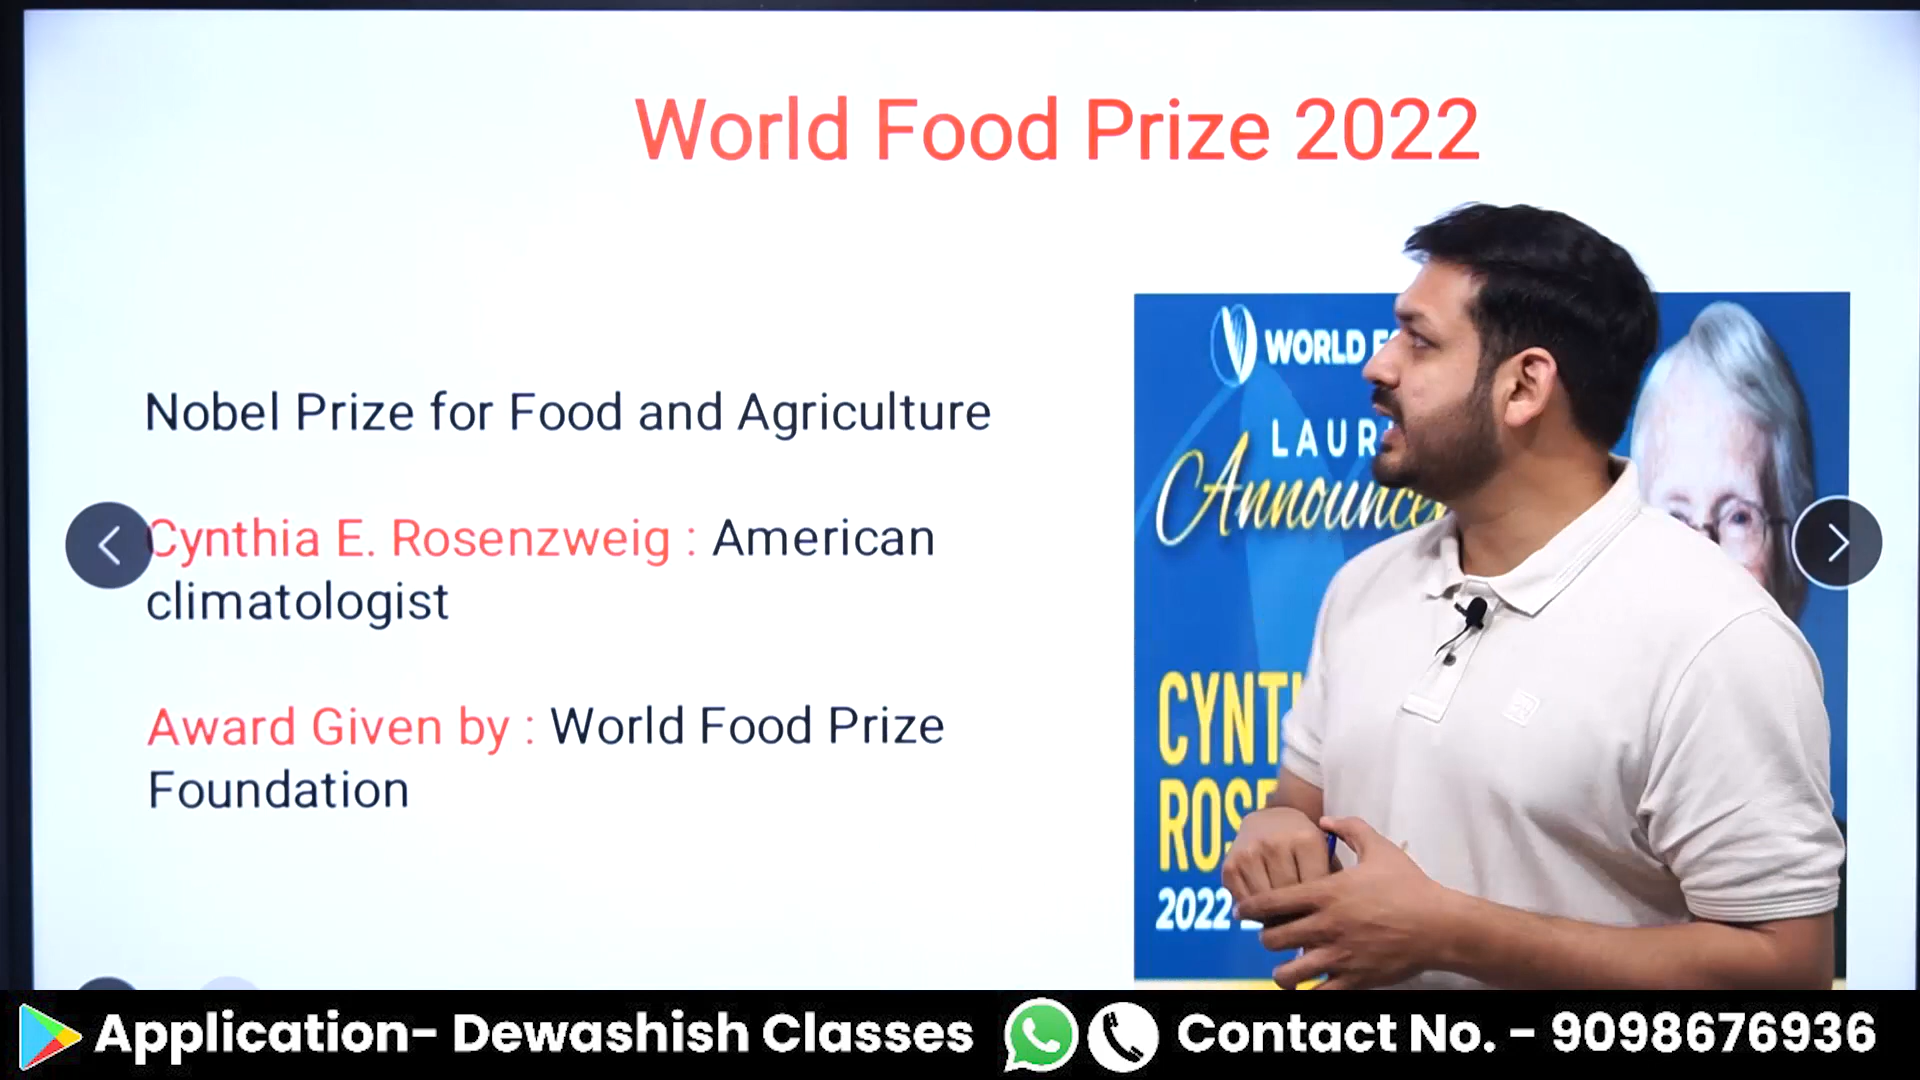 World Food Prize 2022
Nobel Prize for Food and Agriculture
Cynthia E. Rosenzweig : American
climatologist
Award Given by : World Food Prize
Foundation
WORLD
LAUR
Announce
CYNT
ROSE
2022
Application- Dewashish Classes
Contact No. - 9098676936